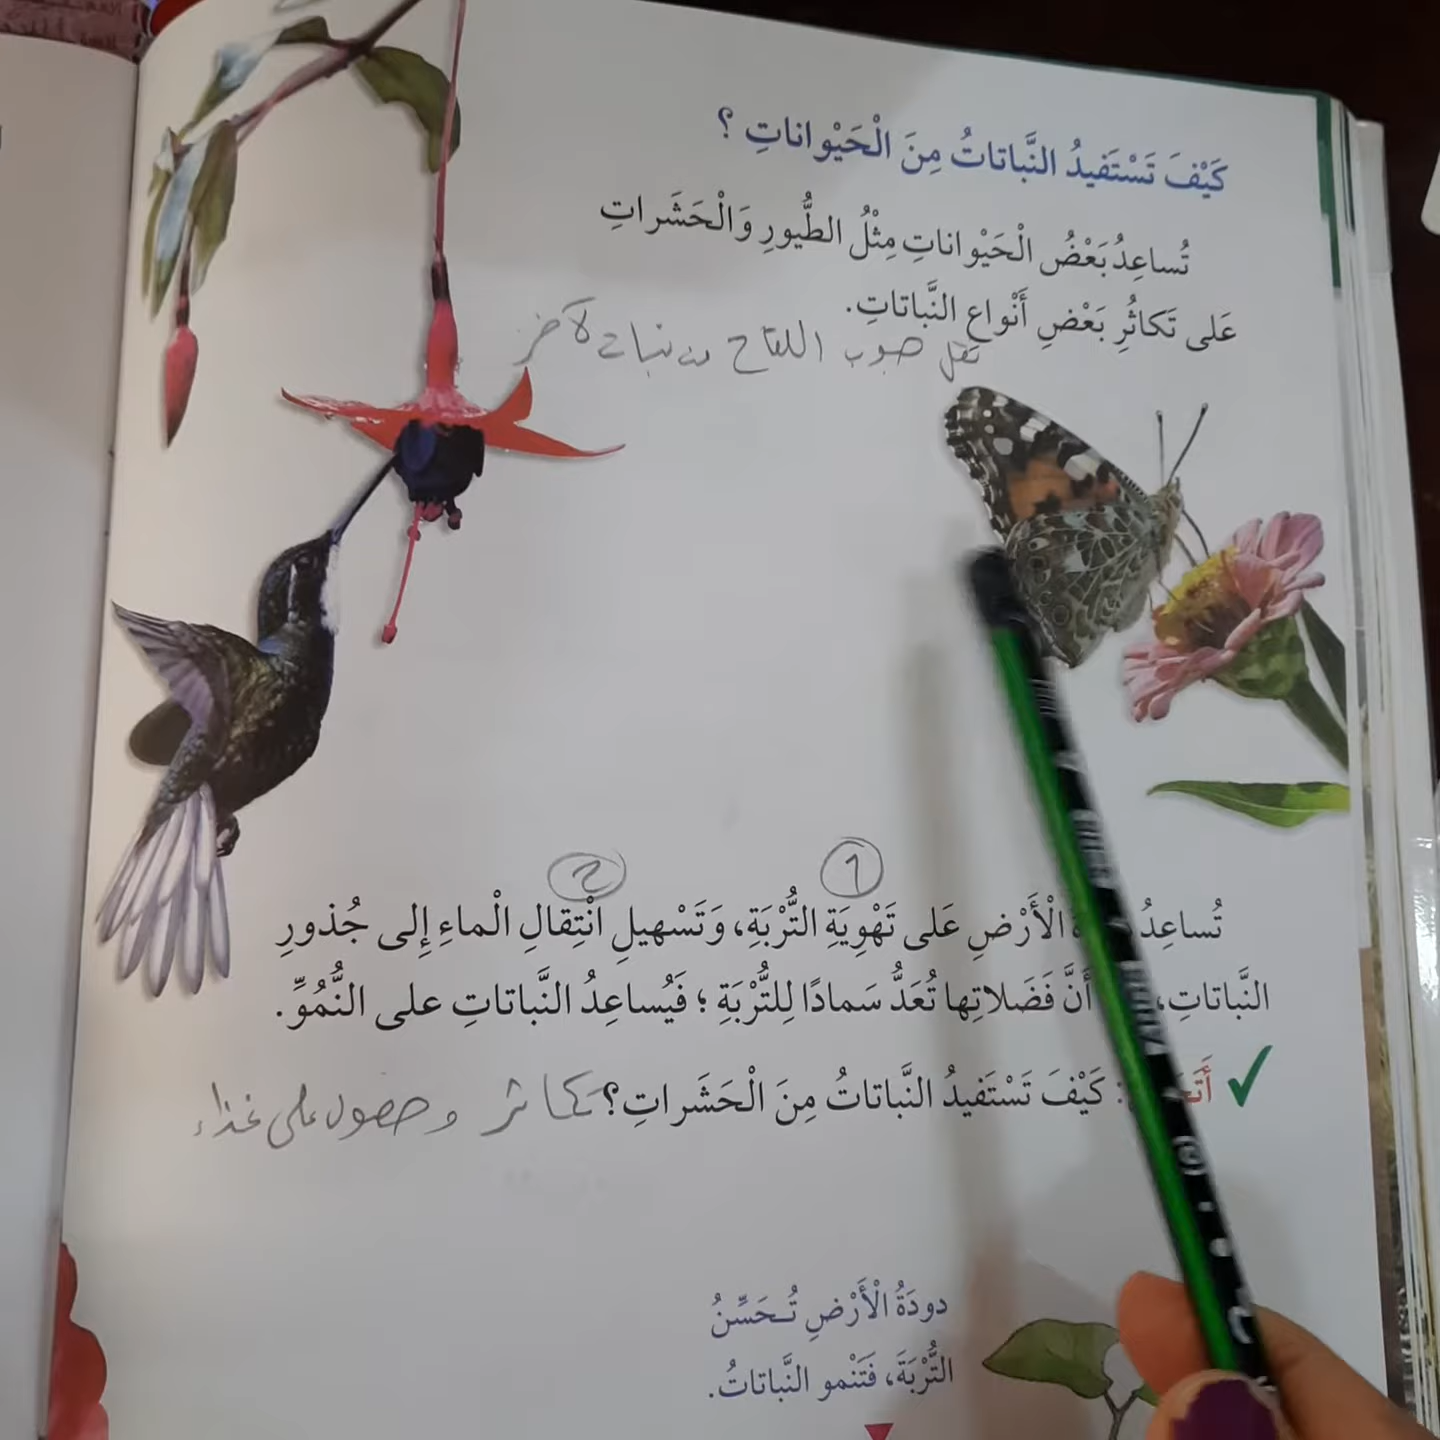 كَيْفَ تَسْتَفيدُ النَّباتاتُ مِنَ الْحَيْواناتِ ؟
تُساعِدُ بَعْضُ الْحَيْواناتِ مِثْلُ الطُّيورِ وَالْحَشَراتِ
عَلى تَكاثُرِ بَعْضِ أَنْواعِ النَّباتاتِ.
نقل حبوب اللقاح من نبات لآخر
١
٢
تُساعِدُ الْأَرْضِ عَلى تَهْوِيَةِ التُّرْبَةِ، وَتَسْهيلِ انْتِقالِ الْماءِ إِلى جُذورِ
النَّباتاتِ، أَنَّ فَضَلاتِها تُعَدُّ سَمادًا لِلتُّرْبَةِ ؛ فَيُساعِدُ النَّباتاتِ على النُّمُوِّ.
✓ : كَيْفَ تَسْتَفيدُ النَّباتاتُ مِنَ الْحَشَراتِ؟ تكاثر وحصول على غذاء
دودَةُ الْأَرْضِ تُـحَسِّنُ
التُّرْبَةَ، فَتَنْمو النَّباتاتُ.